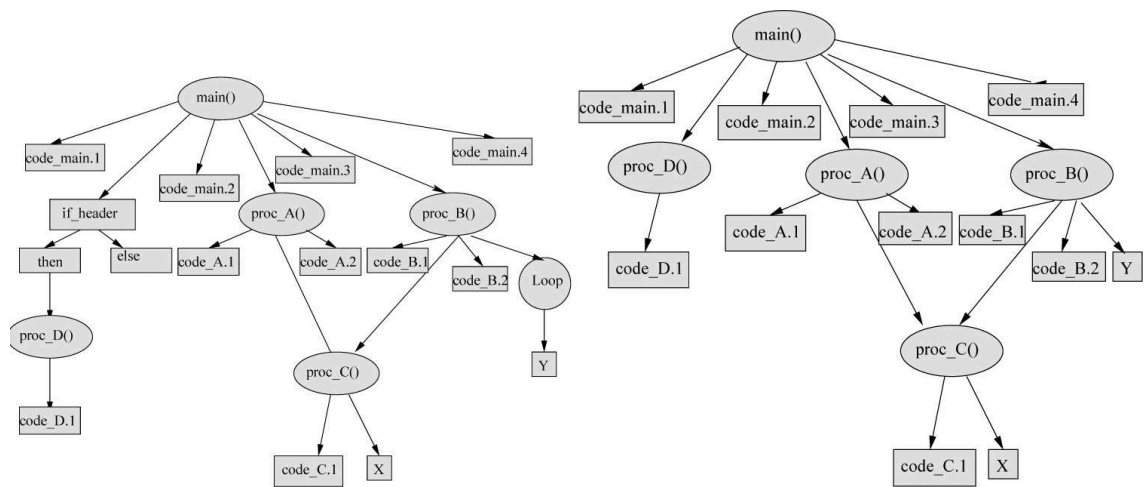 main()
code_main.1
code_main.2
code_main.3
code_main.4
if_header
proc_A()
proc_B()
then
else
code_A.1
code_A.2
code_B.1
code_B.2
Loop
proc_D()
proc_C()
Y
code_D.1
code_C.1
X
main()
code_main.1
code_main.2
code_main.3
code_main.4
proc_D()
proc_A()
proc_B()
code_A.1
code_A.2
code_B.1
code_D.1
code_B.2
Y
proc_C()
code_C.1
X